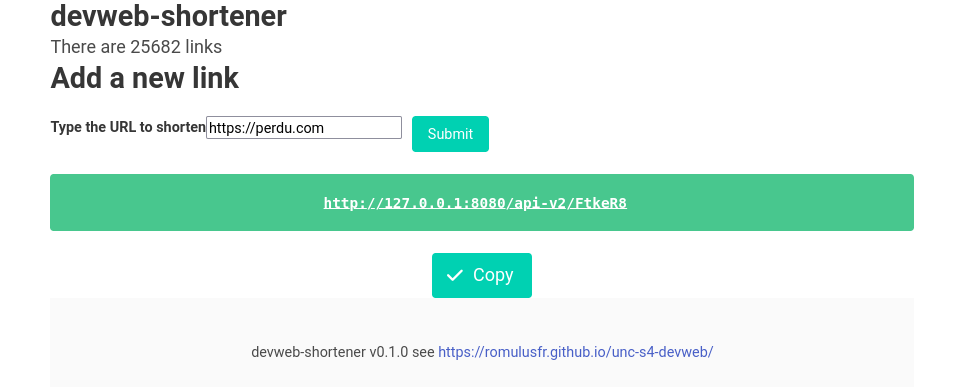 devweb-shortener
There are 25682 links
Add a new link
Type the URL to shorten https://perdu.com Submit
http://127.0.0.1:8080/api-v2/FtkeR8
Copy
devweb-shortener v0.1.0 see https://romulusfr.github.io/unc-s4-devweb/